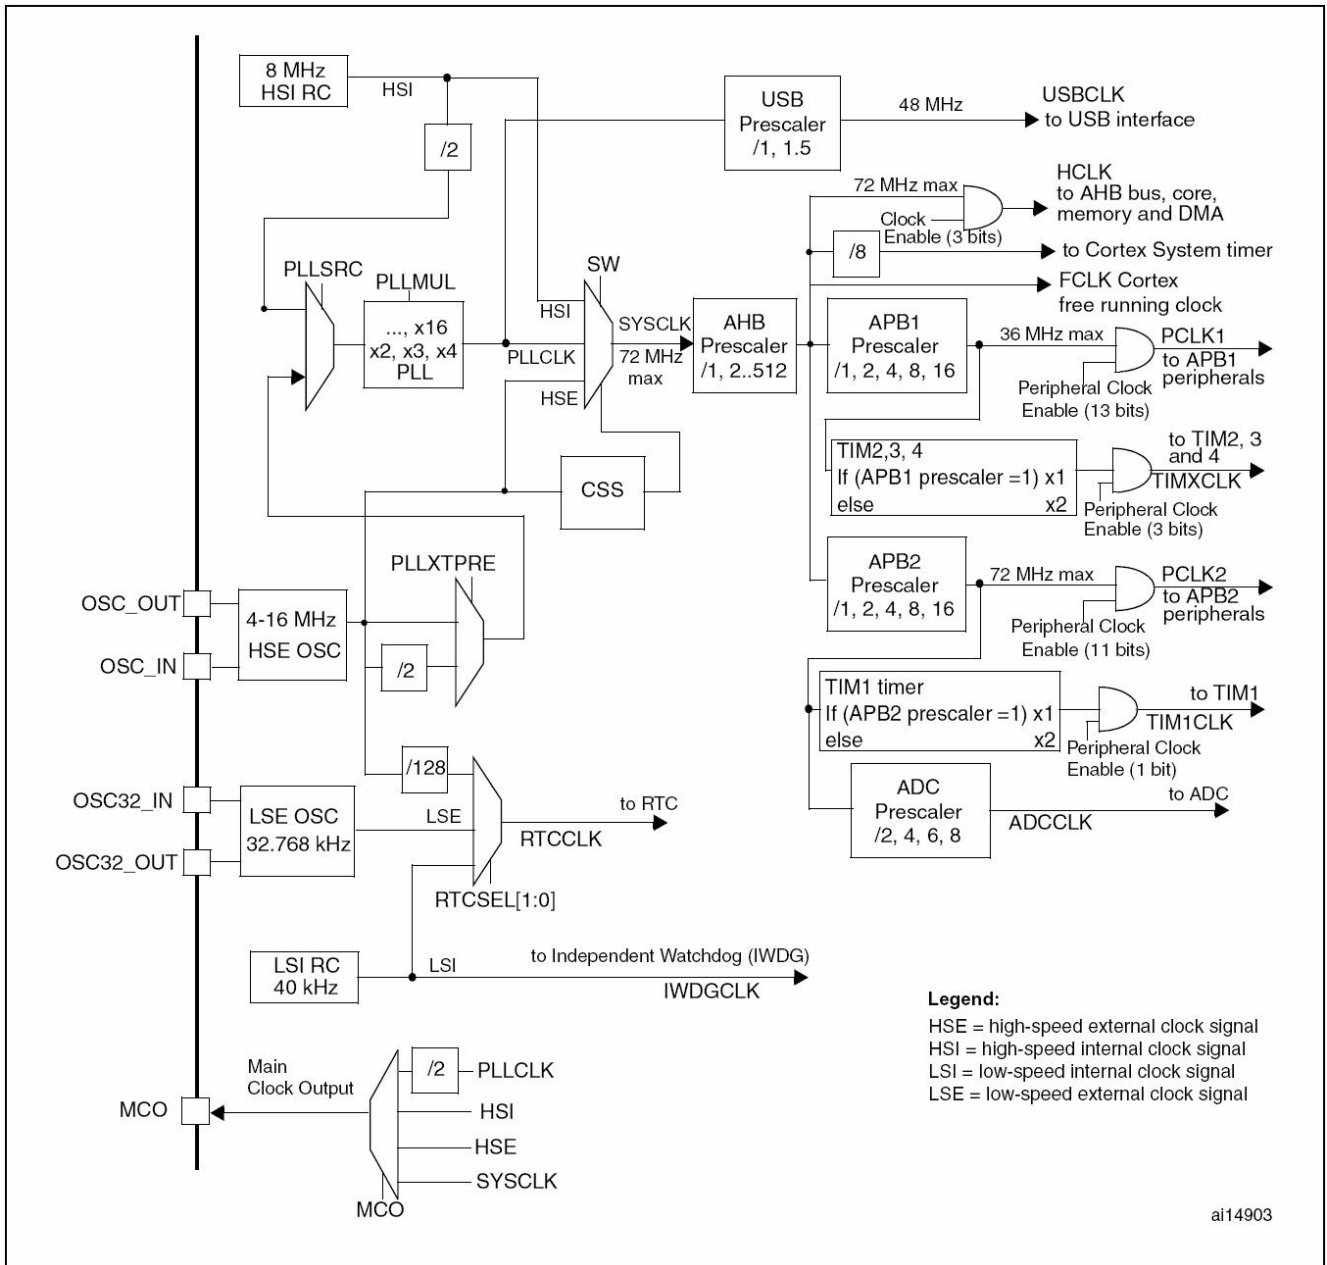 8 MHz
HSI RC
HSI
/2
USB
Prescaler
/1, 1.5
48 MHz
USBCLK
to USB interface
72 MHz max
Clock
Enable (3 bits)
HCLK
to AHB bus, core,
memory and DMA
/8
to Cortex System timer
FCLK Cortex
free running clock
PLLSRC
PLLMUL
..., x16
x2, x3, x4
PLL
SW
HSI
PLLCLK
HSE
SYSCLK
72 MHz
max
AHB
Prescaler
/1, 2..512
APB1
Prescaler
/1, 2, 4, 8, 16
36 MHz max
PCLK1
to APB1
peripherals
Peripheral Clock
Enable (13 bits)
TIM2,3, 4
If (APB1 prescaler =1) x1
else x2
to TIM2, 3
and 4
TIMXCLK
Peripheral Clock
Enable (3 bits)
CSS
PLLXTPRE
OSC_OUT
OSC_IN
4-16 MHz
HSE OSC
/2
APB2
Prescaler
/1, 2, 4, 8, 16
72 MHz max
PCLK2
to APB2
peripherals
Peripheral Clock
Enable (11 bits)
TIM1 timer
If (APB2 prescaler =1) x1
else x2
to TIM1
TIM1CLK
Peripheral Clock
Enable (1 bit)
/128
OSC32_IN
OSC32_OUT
LSE OSC
32.768 kHz
LSE
to RTC
RTCCLK
RTCSEL[1:0]
ADC
Prescaler
/2, 4, 6, 8
to ADC
ADCCLK
LSI RC
40 kHz
LSI
to Independent Watchdog (IWDG)
IWDGCLK
Legend:
HSE = high-speed external clock signal
HSI = high-speed internal clock signal
LSI = low-speed internal clock signal
LSE = low-speed external clock signal
Main
Clock Output
MCO
/2
PLLCLK
HSI
HSE
SYSCLK
MCO
ai14903